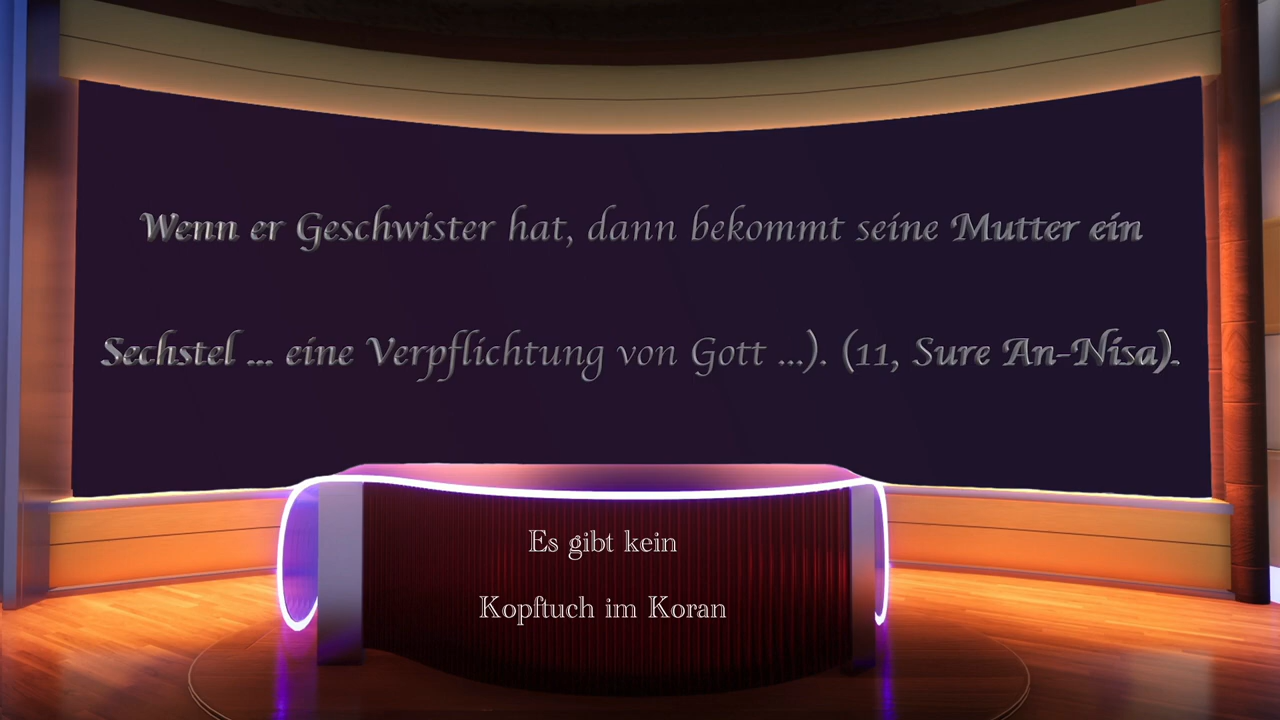 Wenn er Geschwister hat, dann bekommt seine Mutter ein
Sechstel ... eine Verpflichtung von Gott ...). (11, Sure An-Nisa).
Es gibt kein
Kopftuch im Koran